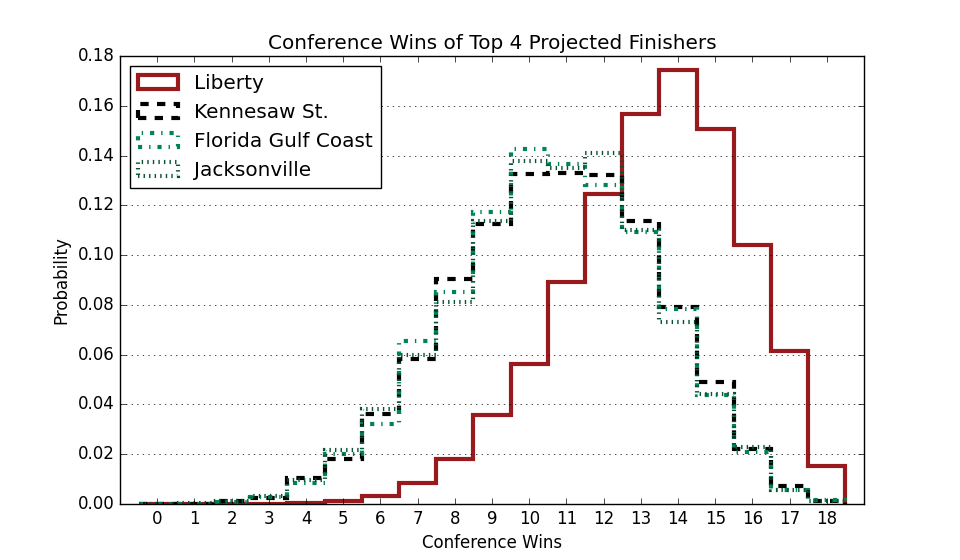 Conference Wins of Top 4 Projected Finishers
0.18
0.16
0.14
0.12
0.10
0.08
0.06
0.04
0.02
0.00
Probability
Liberty
Kennesaw St.
Florida Gulf Coast
Jacksonville
0 1 2 3 4 5 6 7 8 9 10 11 12 13 14 15 16 17 18
Conference Wins